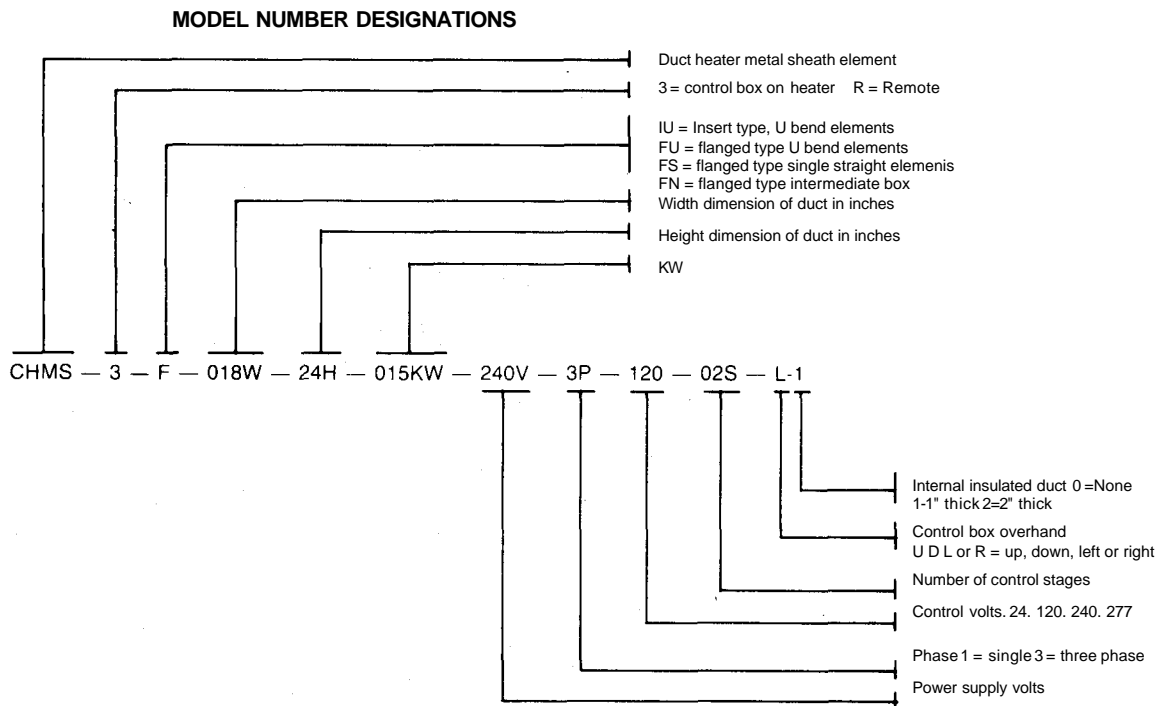 MODEL NUMBER DESIGNATIONS
Duct heater metal sheath element
3 = control box on heater R = Remote
IU = Insert type, U bend elements
FU = flanged type U bend elements
FS = flanged type single straight elemenis
FN = flanged type intermediate box
Width dimension of duct in inches
Height dimension of duct in inches
KW
CHMS — 3 — F — 018W — 24H — 015KW — 240V — 3P — 120 — 02S — L-1
Internal insulated duct 0 =None
1-1" thick 2=2" thick
Control box overhand
U D L or R = up, down, left or right
Number of control stages
Control volts. 24. 120. 240. 277
Phase 1 = single 3 = three phase
Power supply volts